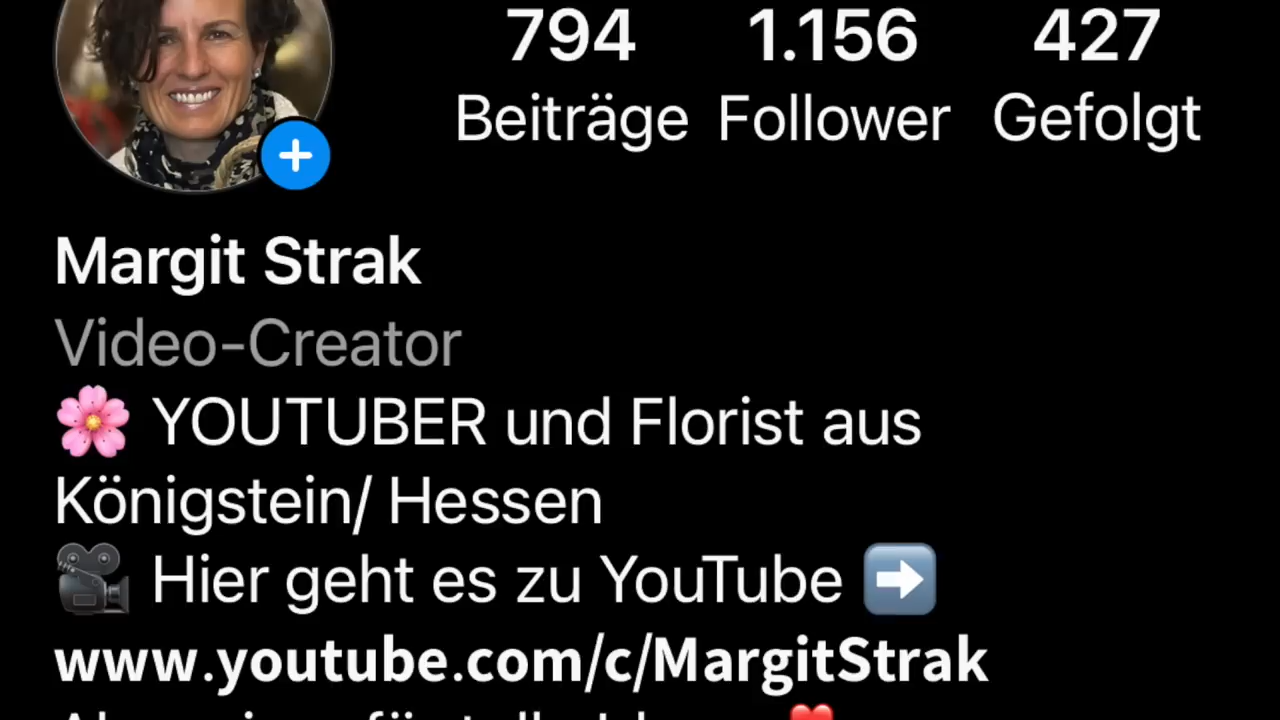 794 1.156 427
Beiträge Follower Gefolgt
Margit Strak
Video-Creator
🌸 YOUTUBER und Florist aus
Königstein/ Hessen
🎥 Hier geht es zu YouTube ➡️
www.youtube.com/c/MargitStrak